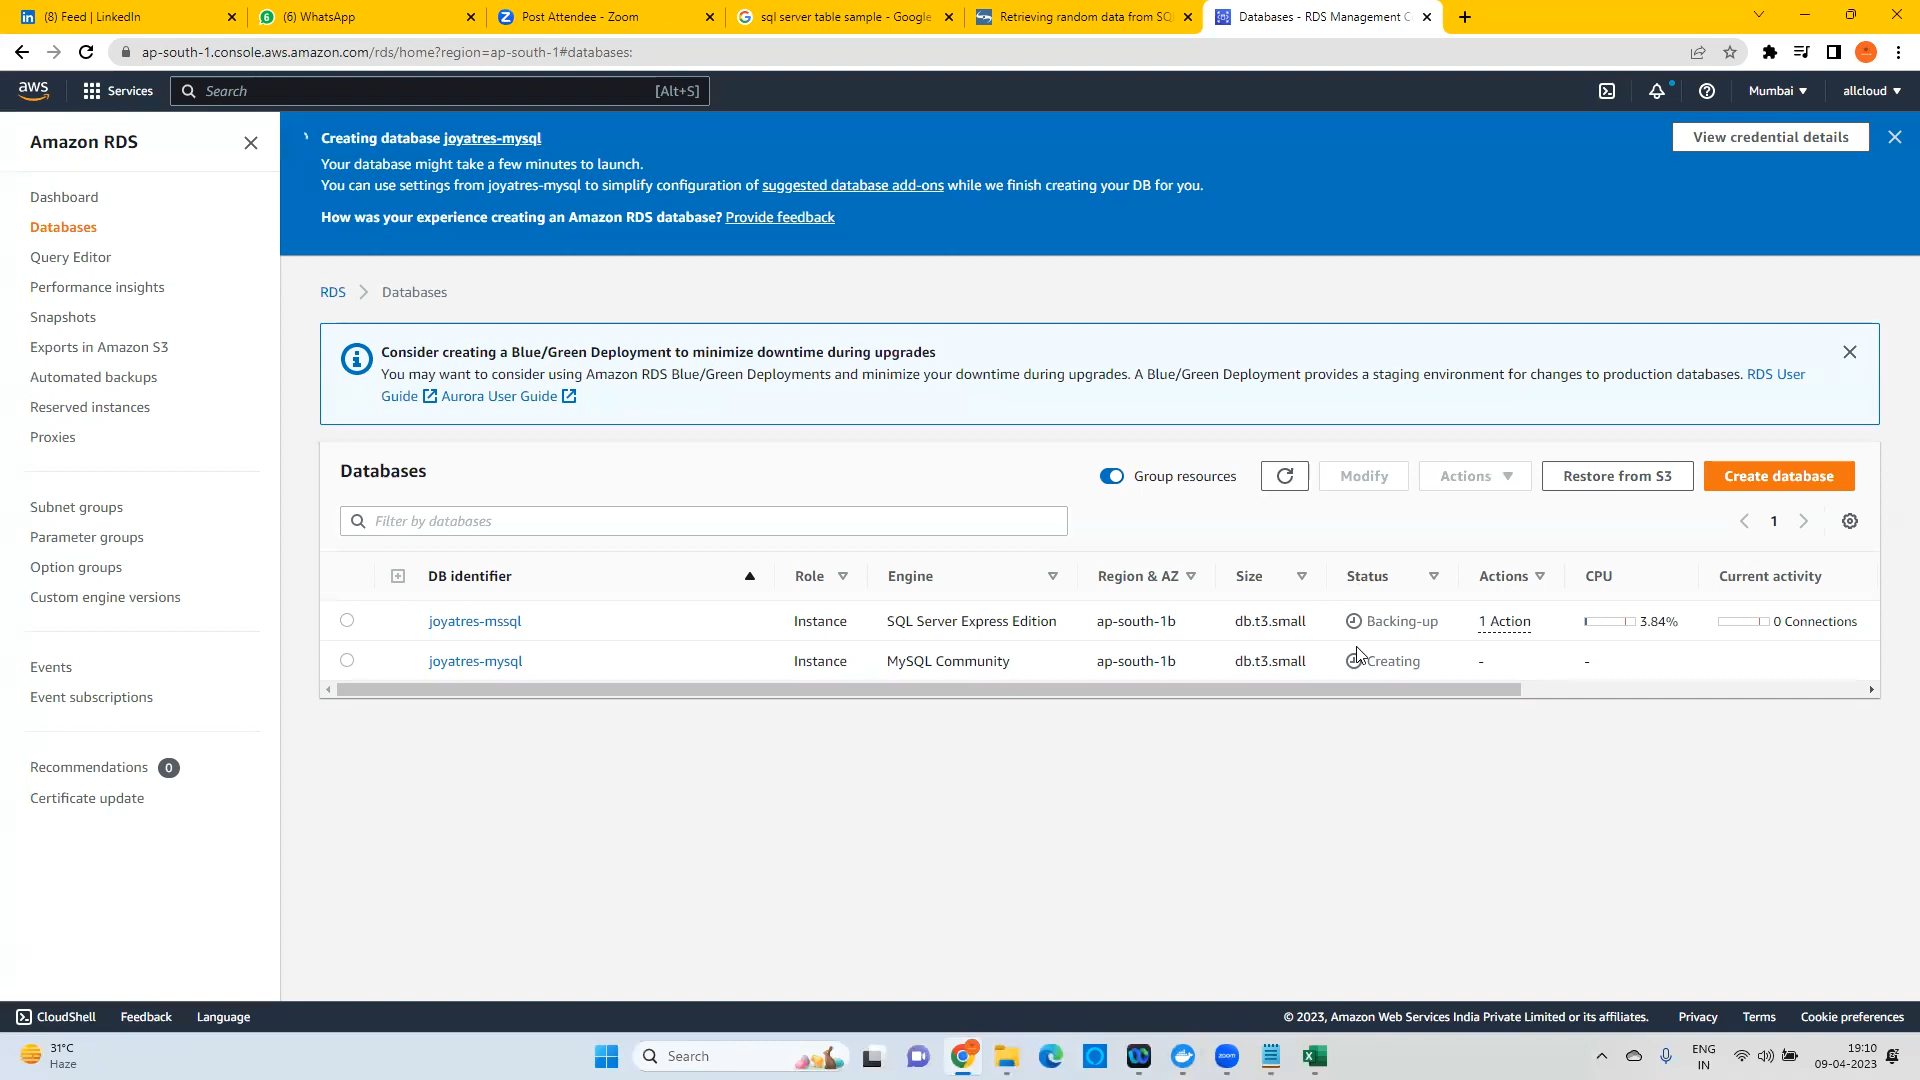 (8) Feed | LinkedIn
(6) WhatsApp
Post Attendee - Zoom
sql server table sample - Google
Retrieving random data from SQ
Databases - RDS Management C
ap-south-1.console.aws.amazon.com/rds/home?region=ap-south-1#databases:
aws
Services
Search
[Alt+S]
Mumbai
allcloud
Amazon RDS
Dashboard
Databases
Query Editor
Performance insights
Snapshots
Exports in Amazon S3
Automated backups
Reserved instances
Proxies
Subnet groups
Parameter groups
Option groups
Custom engine versions
Events
Event subscriptions
Recommendations 0
Certificate update
Creating database joyatres-mysql
Your database might take a few minutes to launch.
You can use settings from joyatres-mysql to simplify configuration of suggested database add-ons while we finish creating your DB for you.
How was your experience creating an Amazon RDS database? Provide feedback
View credential details
RDS > Databases
Consider creating a Blue/Green Deployment to minimize downtime during upgrades
You may want to consider using Amazon RDS Blue/Green Deployments and minimize your downtime during upgrades. A Blue/Green Deployment provides a staging environment for changes to production databases. RDS User
Guide Aurora User Guide
Databases
Group resources
Modify
Actions
Restore from S3
Create database
Filter by databases
1
DB identifier Role Engine Region & AZ Size Status Actions CPU Current activity
joyatres-mssql Instance SQL Server Express Edition ap-south-1b db.t3.small Backing-up 1 Action 3.84% 0 Connections
joyatres-mysql Instance MySQL Community ap-south-1b db.t3.small Creating - -
CloudShell
Feedback
Language
© 2023, Amazon Web Services India Private Limited or its affiliates.
Privacy
Terms
Cookie preferences
31°C
Haze
Search
zoom
ENG
IN
19:10
09-04-2023